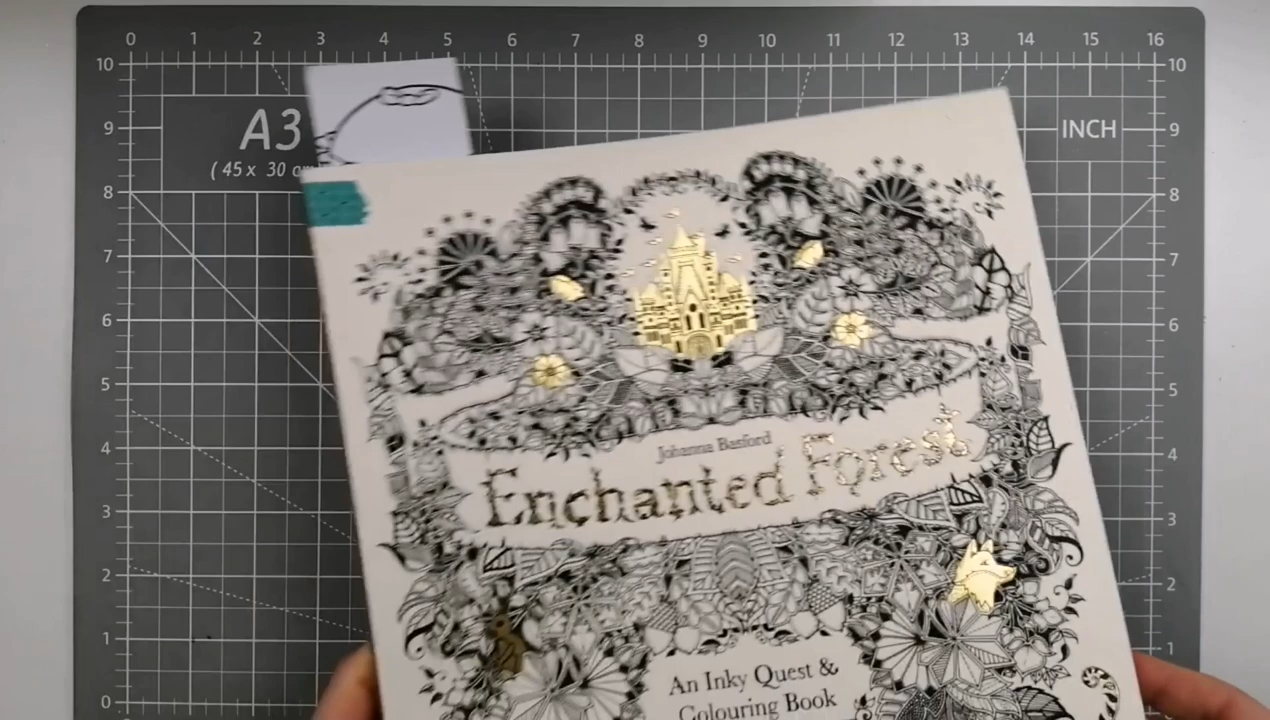 0 1 2 3 4 5 6 7 8 9 10 11 12 13 14 15 16
10 10
9 A3 INCH 9
( 45 x 30 cm
8 8
7 7
6 6
5 5
4 4
3 3
2 2
1 1
0
Johanna Basford
Enchanted Forest
An Inky Quest &
Colouring Book